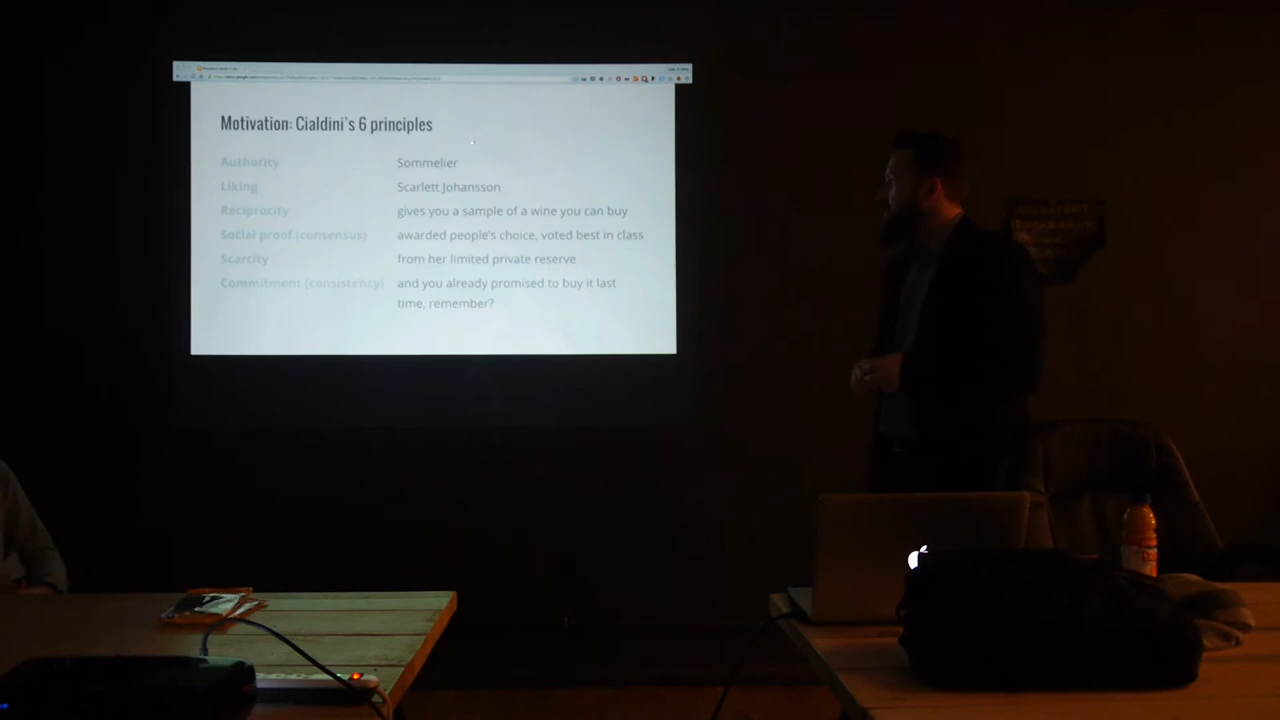 Motivation: Cialdini's 6 principles
Authority Sommelier
Liking Scarlett Johansson
Reciprocity gives you a sample of a wine you can buy
Social proof (consensus) awarded people's choice, voted best in class
Scarcity from her limited private reserve
Commitment (consistency) and you already promised to buy it last
time, remember?